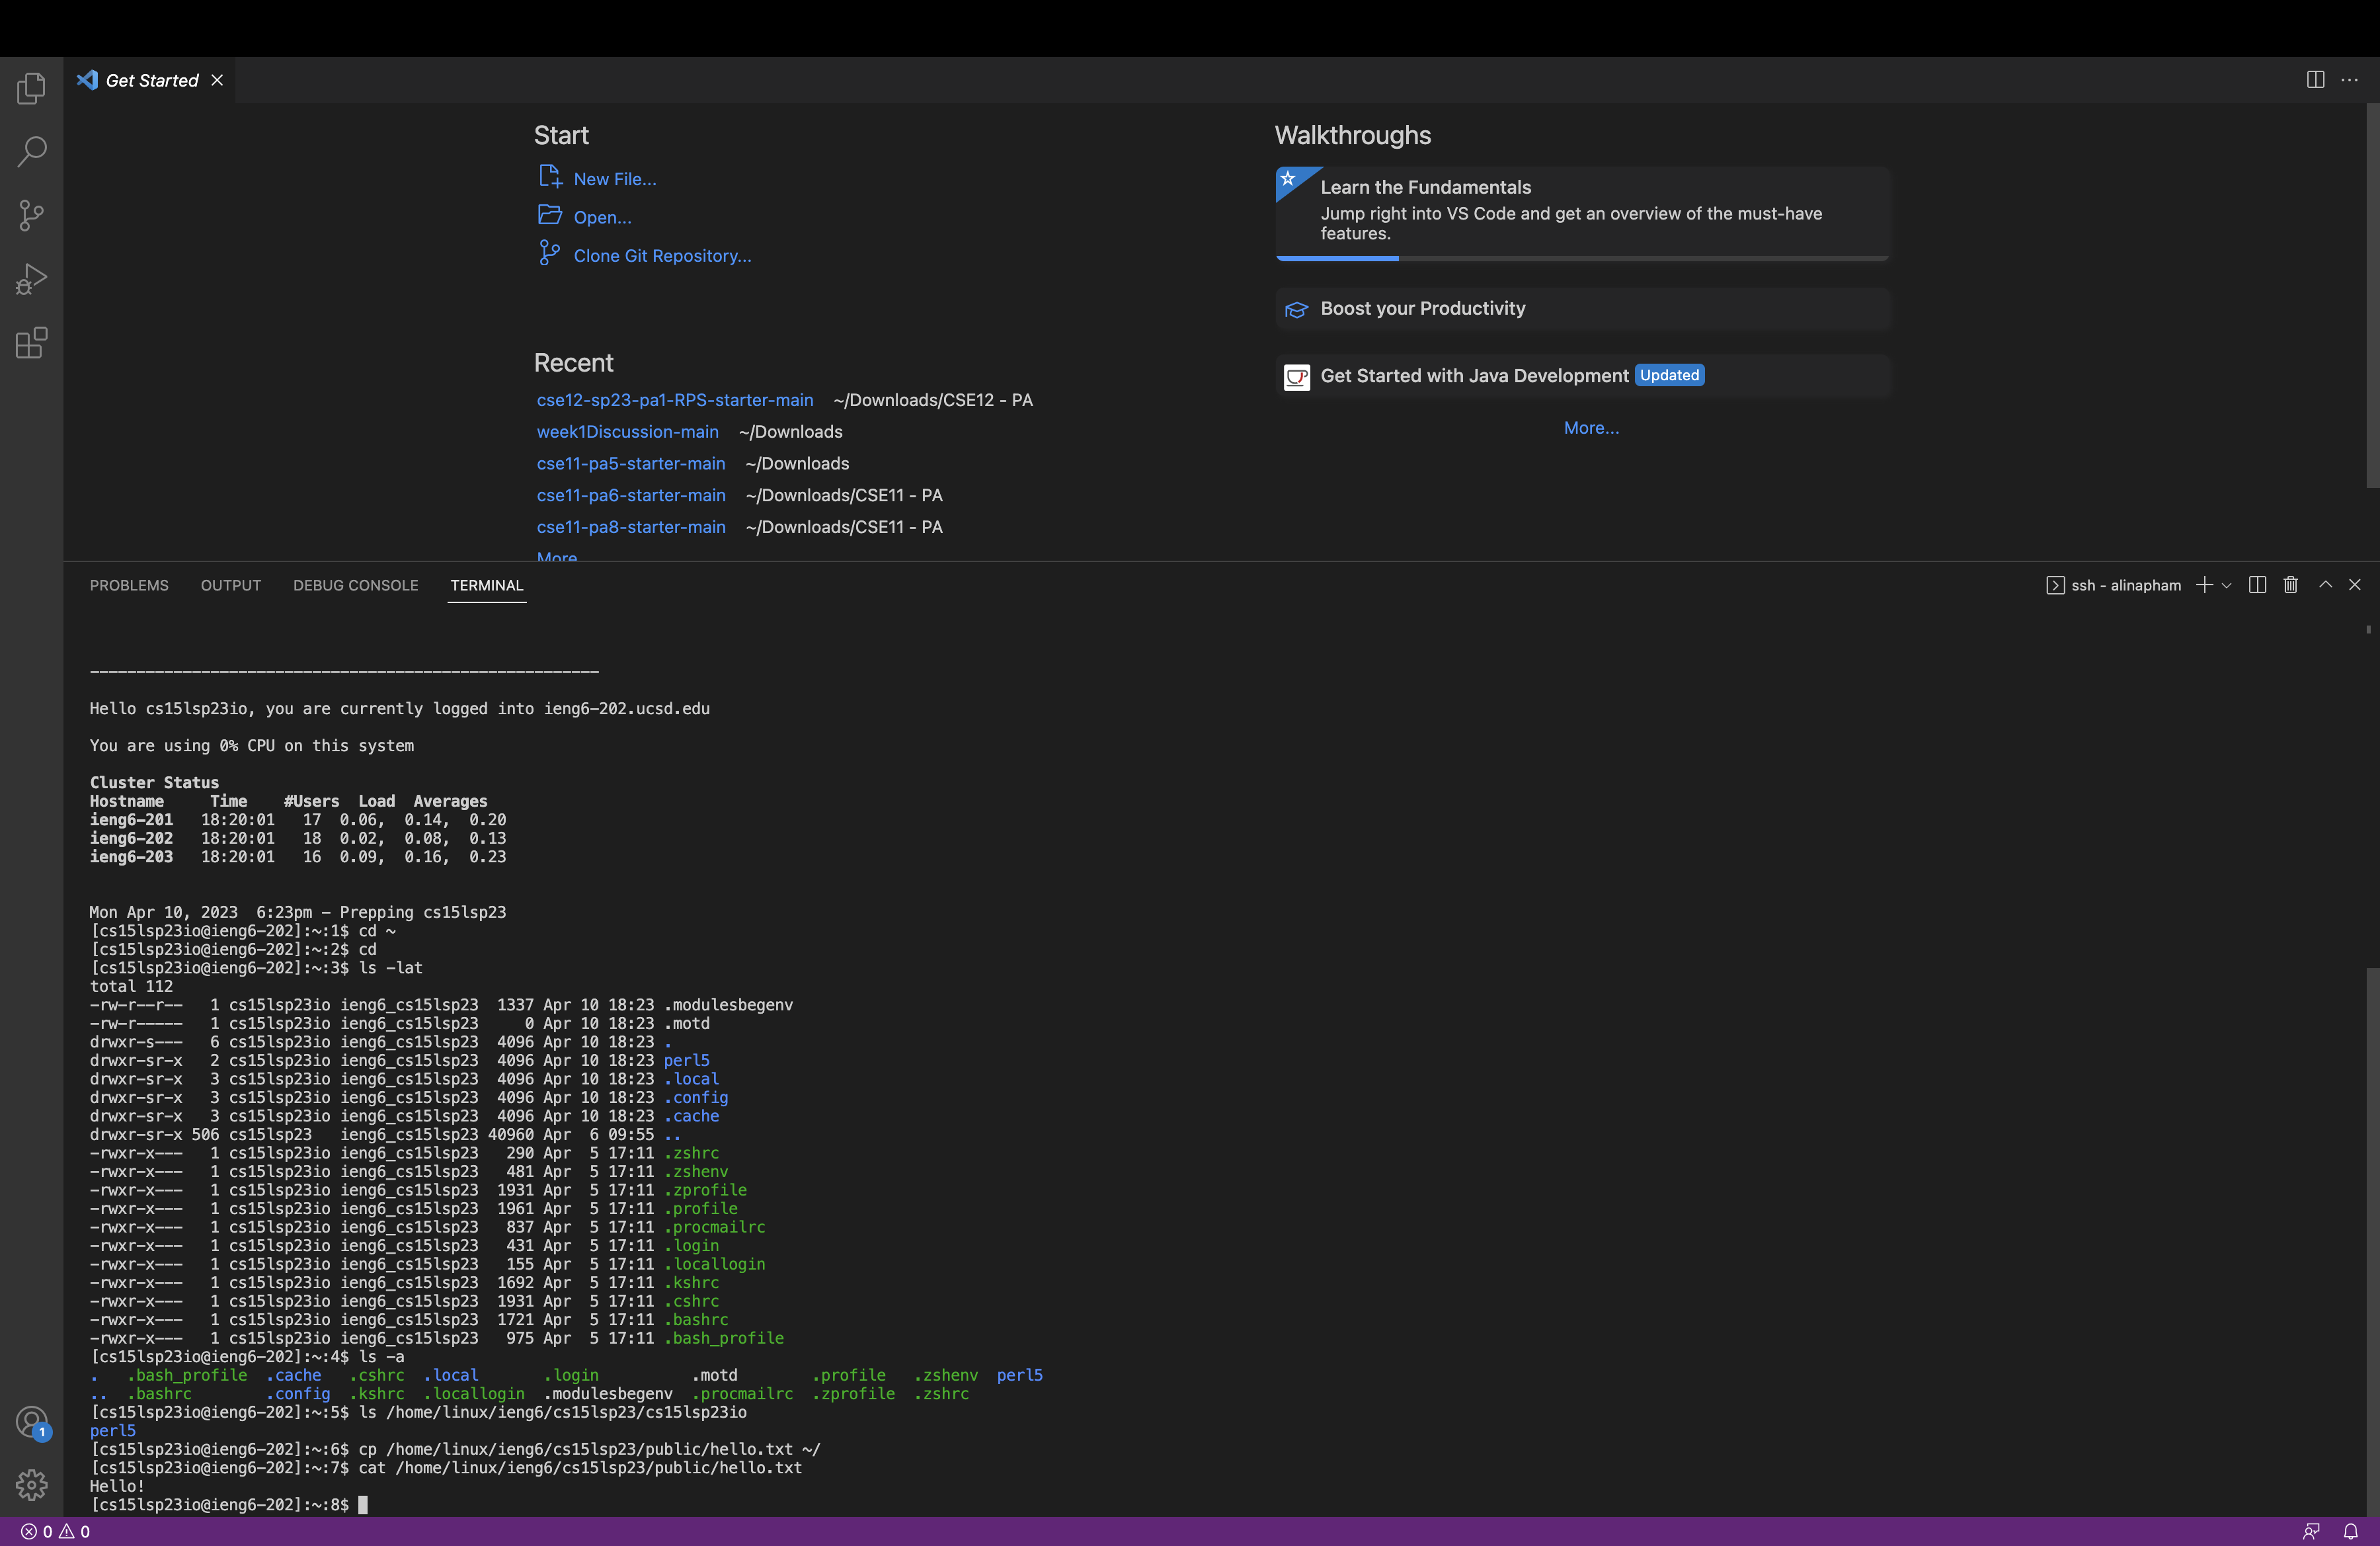 Get Started
Start
New File...
Open...
Clone Git Repository...
Recent
cse12-sp23-pa1-RPS-starter-main ~/Downloads/CSE12 - PA
week1Discussion-main ~/Downloads
cse11-pa5-starter-main ~/Downloads
cse11-pa6-starter-main ~/Downloads/CSE11 - PA
cse11-pa8-starter-main ~/Downloads/CSE11 - PA
More
Walkthroughs
Learn the Fundamentals
Jump right into VS Code and get an overview of the must-have
features.
Boost your Productivity
Get Started with Java Development Updated
More...
PROBLEMS OUTPUT DEBUG CONSOLE TERMINAL
ssh - alinapham
-------------------------------------------------------
Hello cs15lsp23io, you are currently logged into ieng6-202.ucsd.edu
You are using 0% CPU on this system
Cluster Status
Hostname Time #Users Load Averages
ieng6-201 18:20:01 17 0.06, 0.14, 0.20
ieng6-202 18:20:01 18 0.02, 0.08, 0.13
ieng6-203 18:20:01 16 0.09, 0.16, 0.23
Mon Apr 10, 2023 6:23pm - Prepping cs15lsp23
[cs15lsp23io@ieng6-202]:~:1$ cd ~
[cs15lsp23io@ieng6-202]:~:2$ cd
[cs15lsp23io@ieng6-202]:~:3$ ls -lat
total 112
-rw-r--r-- 1 cs15lsp23io ieng6_cs15lsp23 1337 Apr 10 18:23 .modulesbegenv
-rw-r----- 1 cs15lsp23io ieng6_cs15lsp23 0 Apr 10 18:23 .motd
drwxr-s--- 6 cs15lsp23io ieng6_cs15lsp23 4096 Apr 10 18:23 .
drwxr-sr-x 2 cs15lsp23io ieng6_cs15lsp23 4096 Apr 10 18:23 perl5
drwxr-sr-x 3 cs15lsp23io ieng6_cs15lsp23 4096 Apr 10 18:23 .local
drwxr-sr-x 3 cs15lsp23io ieng6_cs15lsp23 4096 Apr 10 18:23 .config
drwxr-sr-x 3 cs15lsp23io ieng6_cs15lsp23 4096 Apr 10 18:23 .cache
drwxr-sr-x 506 cs15lsp23 ieng6_cs15lsp23 40960 Apr 6 09:55 ..
-rwxr-x--- 1 cs15lsp23io ieng6_cs15lsp23 290 Apr 5 17:11 .zshrc
-rwxr-x--- 1 cs15lsp23io ieng6_cs15lsp23 481 Apr 5 17:11 .zshenv
-rwxr-x--- 1 cs15lsp23io ieng6_cs15lsp23 1931 Apr 5 17:11 .zprofile
-rwxr-x--- 1 cs15lsp23io ieng6_cs15lsp23 1961 Apr 5 17:11 .profile
-rwxr-x--- 1 cs15lsp23io ieng6_cs15lsp23 837 Apr 5 17:11 .procmailrc
-rwxr-x--- 1 cs15lsp23io ieng6_cs15lsp23 431 Apr 5 17:11 .login
-rwxr-x--- 1 cs15lsp23io ieng6_cs15lsp23 155 Apr 5 17:11 .locallogin
-rwxr-x--- 1 cs15lsp23io ieng6_cs15lsp23 1692 Apr 5 17:11 .kshrc
-rwxr-x--- 1 cs15lsp23io ieng6_cs15lsp23 1931 Apr 5 17:11 .cshrc
-rwxr-x--- 1 cs15lsp23io ieng6_cs15lsp23 1721 Apr 5 17:11 .bashrc
-rwxr-x--- 1 cs15lsp23io ieng6_cs15lsp23 975 Apr 5 17:11 .bash_profile
[cs15lsp23io@ieng6-202]:~:4$ ls -a
. .bash_profile .cache .cshrc .local .login .motd .profile .zshenv perl5
.. .bashrc .config .kshrc .locallogin .modulesbegenv .procmailrc .zprofile .zshrc
[cs15lsp23io@ieng6-202]:~:5$ ls /home/linux/ieng6/cs15lsp23/cs15lsp23io
perl5
[cs15lsp23io@ieng6-202]:~:6$ cp /home/linux/ieng6/cs15lsp23/public/hello.txt ~/
[cs15lsp23io@ieng6-202]:~:7$ cat /home/linux/ieng6/cs15lsp23/public/hello.txt
Hello!
[cs15lsp23io@ieng6-202]:~:8$
1
0 0